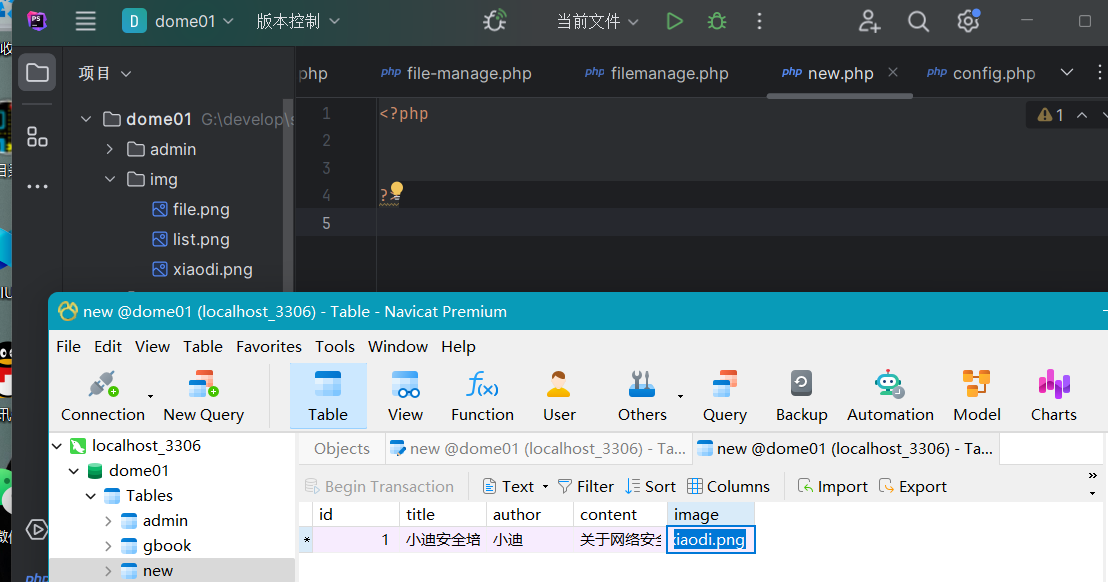 D dome01 版本控制 当前文件
项目
php file-manage.php filemanage.php new.php config.php
dome01 G:\develop\s
admin
img
file.png
list.png
xiaodi.png
1 <?php
2
3
4 ?>
5
1
new @dome01 (localhost_3306) - Table - Navicat Premium
File Edit View Table Favorites Tools Window Help
Connection New Query Table View Function User Others Query Backup Automation Model Charts
localhost_3306
dome01
Tables
admin
gbook
new
Objects new @dome01 (localhost_3306) - Ta... new @dome01 (localhost_3306) - Ta...
Begin Transaction Text Filter Sort Columns Import Export
id title author content image
* 1 小迪安全培 小迪 关于网络安全 xiaodi.png